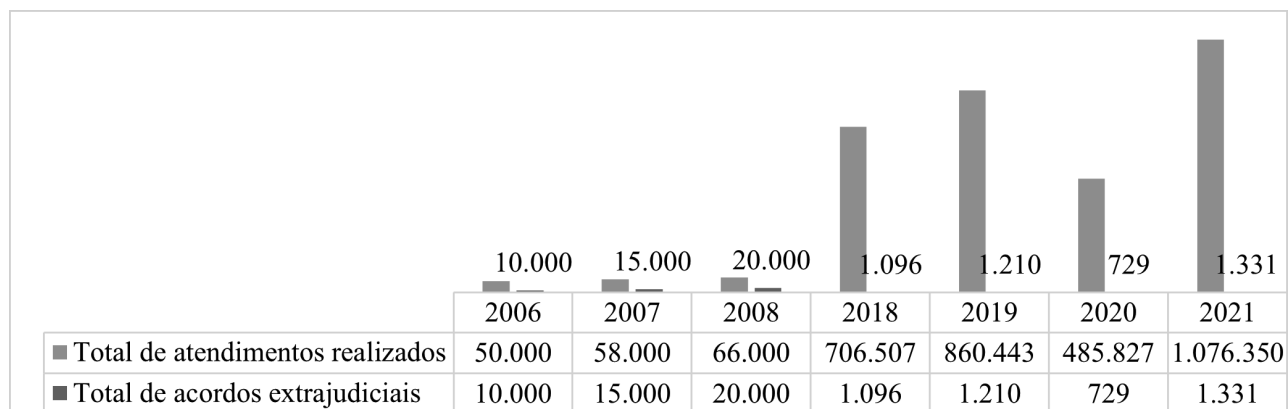 10.000 15.000 20.000 1.096 1.210 729 1.331
2006 2007 2008 2018 2019 2020 2021
Total de atendimentos realizados 50.000 58.000 66.000 706.507 860.443 485.827 1.076.350
Total de acordos extrajudiciais 10.000 15.000 20.000 1.096 1.210 729 1.331